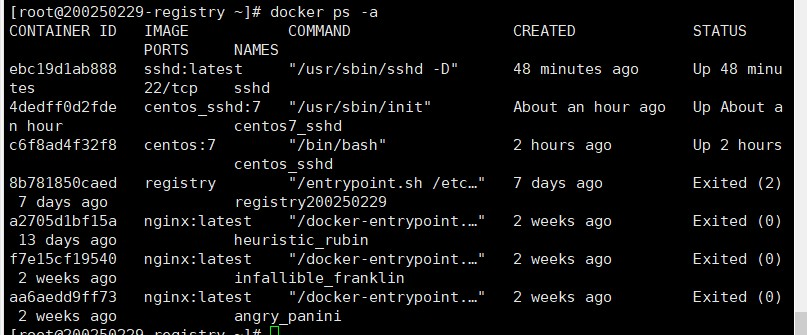 [root@200250229-registry ~]# docker ps -a
CONTAINER ID   IMAGE           COMMAND                  CREATED             STATUS
               PORTS     NAMES
ebc19d1ab888   sshd:latest     "/usr/sbin/sshd -D"      48 minutes ago      Up 48 minu
tes            22/tcp    sshd
4dedff0d2fde   centos_sshd:7   "/usr/sbin/init"         About an hour ago   Up About a
n hour                   centos7_sshd
c6f8ad4f32f8   centos:7        "/bin/bash"              2 hours ago         Up 2 hours
                         centos_sshd
8b781850caed   registry        "/entrypoint.sh /etc…"   7 days ago          Exited (2)
 7 days ago              registry200250229
a2705d1bf15a   nginx:latest    "/docker-entrypoint.…"   2 weeks ago         Exited (0)
 13 days ago             heuristic_rubin
f7e15cf19540   nginx:latest    "/docker-entrypoint.…"   2 weeks ago         Exited (0)
 2 weeks ago             infallible_franklin
aa6aedd9ff73   nginx:latest    "/docker-entrypoint.…"   2 weeks ago         Exited (0)
 2 weeks ago             angry_panini
[root@200250229-registry ~]#